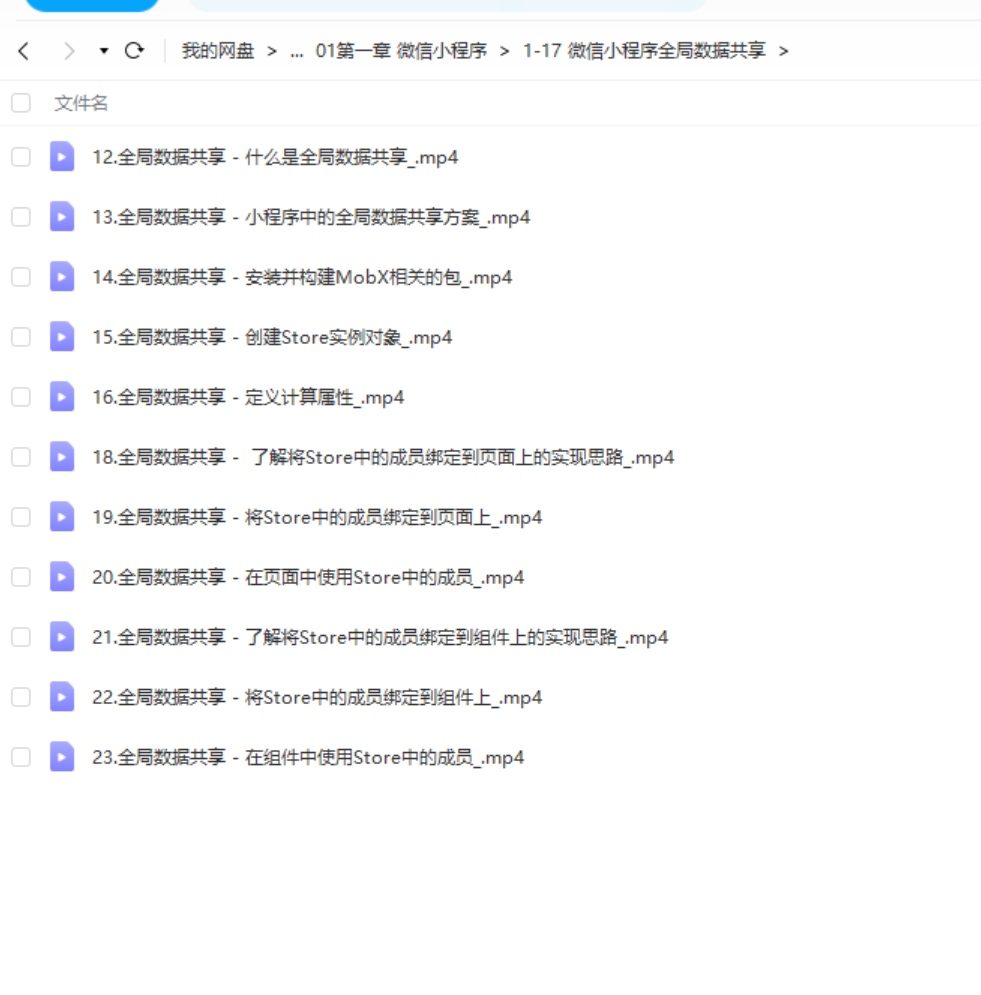 我的网盘 > ... 01第一章 微信小程序 > 1-17 微信小程序全局数据共享 >
文件名
12.全局数据共享 - 什么是全局数据共享_.mp4
13.全局数据共享 - 小程序中的全局数据共享方案_.mp4
14.全局数据共享 - 安装并构建MobX相关的包_.mp4
15.全局数据共享 - 创建Store实例对象_.mp4
16.全局数据共享 - 定义计算属性_.mp4
18.全局数据共享 -  了解将Store中的成员绑定到页面上的实现思路_.mp4
19.全局数据共享 - 将Store中的成员绑定到页面上_.mp4
20.全局数据共享 - 在页面中使用Store中的成员_.mp4
21.全局数据共享 - 了解将Store中的成员绑定到组件上的实现思路_.mp4
22.全局数据共享 - 将Store中的成员绑定到组件上_.mp4
23.全局数据共享 - 在组件中使用Store中的成员_.mp4